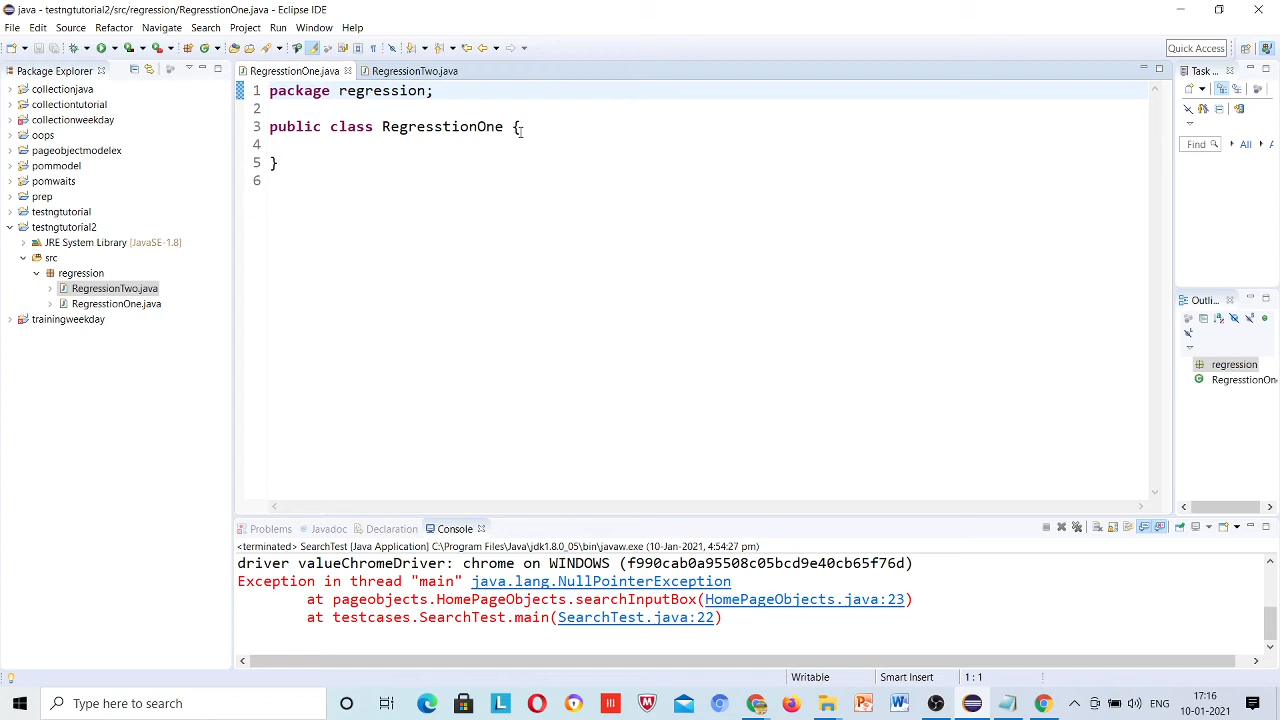 java - testngtutorial2/src/regression/RegresstionOne.java - Eclipse IDE
File Edit Source Refactor Navigate Search Project Run Window Help
Quick Access
Package Explorer
RegresstionOne.java
RegressionTwo.java
Task
collectionjava
collectiontutorial
collectionweekday
oops
pageobjectmodelex
pommodel
pomwaits
prep
testngtutorial
testngtutorial2
JRE System Library [JavaSE-1.8]
src
regression
RegressionTwo.java
RegresstionOne.java
trainingweekday
1 package regression;
2
3 public class RegresstionOne {
4
5 }
6
Find All A
Outli
regression
RegresstionOn
Problems Javadoc Declaration Console
<terminated> SearchTest [Java Application] C:\Program Files\Java\jdk1.8.0_05\bin\javaw.exe (10-Jan-2021, 4:54:27 pm)
driver valueChromeDriver: chrome on WINDOWS (f990cab0a95508c05bcd9e40cb65f76d)
Exception in thread "main" java.lang.NullPointerException
at pageobjects.HomePageObjects.searchInputBox(HomePageObjects.java:23)
at testcases.SearchTest.main(SearchTest.java:22)
Writable Smart Insert 1 : 1
Type here to search
ENG
17:16
10-01-2021